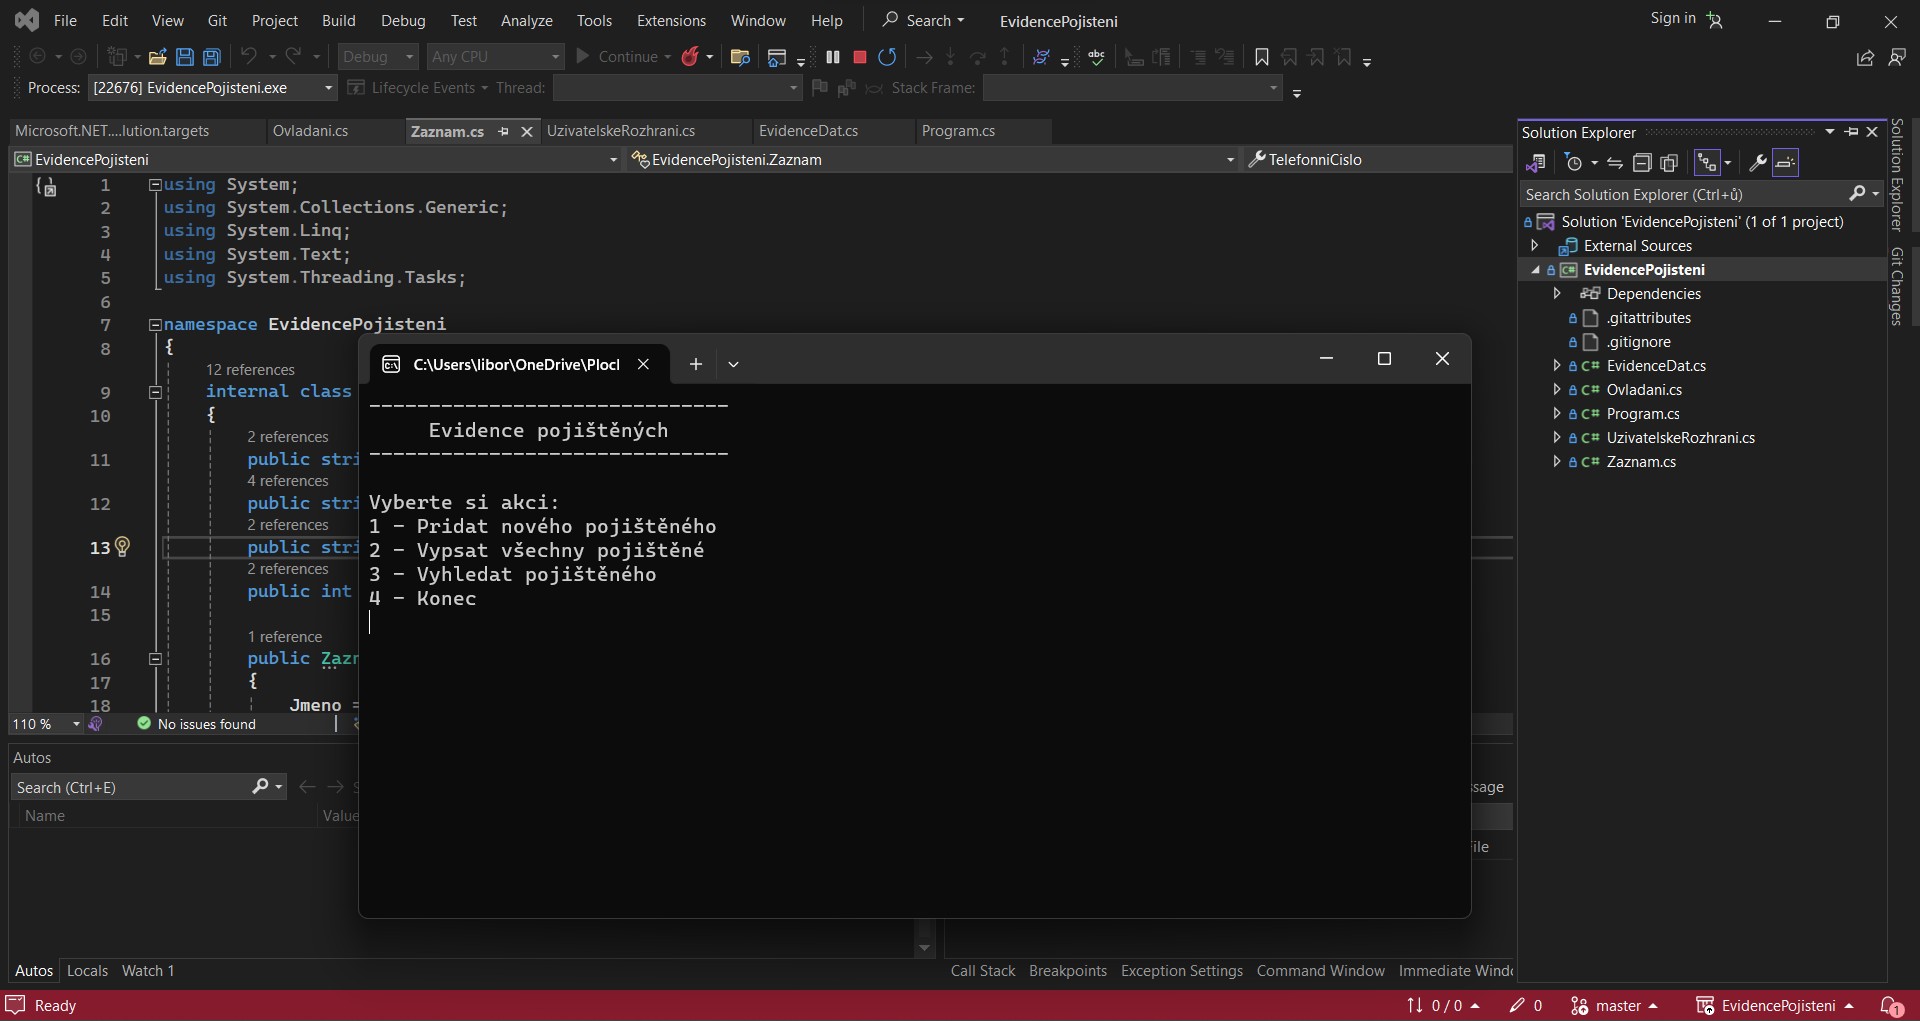 File Edit View Git Project Build Debug Test Analyze Tools Extensions Window Help Search EvidencePojisteni Sign in
Debug Any CPU Continue
Process: [22676] EvidencePojisteni.exe Lifecycle Events Thread: Stack Frame:
Microsoft.NET....lution.targets Ovladani.cs Zaznam.cs UzivatelskeRozhrani.cs EvidenceDat.cs Program.cs
EvidencePojisteni EvidencePojisteni.Zaznam TelefonniCislo
1 using System;
2 using System.Collections.Generic;
3 using System.Linq;
4 using System.Text;
5 using System.Threading.Tasks;
6
7 namespace EvidencePojisteni
8 {
12 references
9 internal class
10 {
2 references
11 public stri
4 references
12 public stri
2 references
13 public stri
2 references
14 public int
15
1 reference
16 public Zazn
17 {
18 Jmeno =
110 % No issues found
C:\Users\libor\OneDrive\Plocl
------------------------------
Evidence pojištěných
------------------------------
Vyberte si akci:
1 - Pridat nového pojištěného
2 - Vypsat všechny pojištěné
3 - Vyhledat pojištěného
4 - Konec
Autos
Search (Ctrl+E)
Name Value
ssage
ile
Autos Locals Watch 1
Call Stack Breakpoints Exception Settings Command Window Immediate Windo
Solution Explorer
Search Solution Explorer (Ctrl+ů)
Solution 'EvidencePojisteni' (1 of 1 project)
External Sources
EvidencePojisteni
Dependencies
.gitattributes
.gitignore
C# EvidenceDat.cs
C# Ovladani.cs
C# Program.cs
C# UzivatelskeRozhrani.cs
C# Zaznam.cs
Solution Explorer
Git Changes
Ready 0 / 0 0 master EvidencePojisteni 1